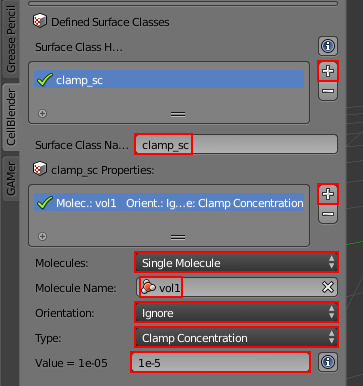 Grease Pencil
CellBlender
GAMer
Defined Surface Classes
Surface Class H...
clamp_sc
Surface Class Na... clamp_sc
clamp_sc Properties:
Molec.: vol1 Orient.: Ig...e: Clamp Concentration
Molecules: Single Molecule
Molecule Name: vol1
Orientation: Ignore
Type: Clamp Concentration
Value = 1e-05 1e-5